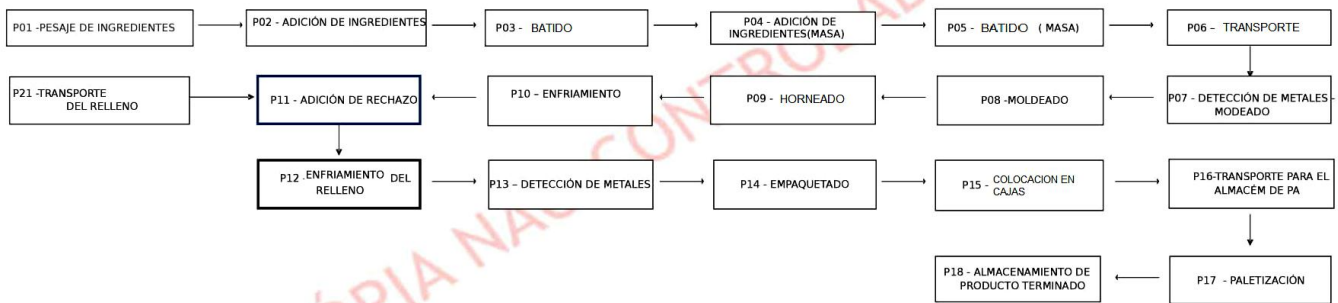 P01 -PESAJE DE INGREDIENTES
P02 - ADICIÓN DE INGREDIENTES
P03 - BATIDO
P04 - ADICIÓN DE
INGREDIENTES(MASA)
P05 - BATIDO ( MASA)
P06 – TRANSPORTE
P21 -TRANSPORTE
DEL RELLENO
P11 - ADICIÓN DE RECHAZO
P10 – ENFRIAMIENTO
P09 - HORNEADO
P08 -MOLDEADO
P07 - DETECCIÓN DE METALES -
MODEADO
P12 .ENFRIAMIENTO DEL
RELLENO
P13 – DETECCIÓN DE METALES
P14 - EMPAQUETADO
P15 - COLOCACION EN
CAJAS
P16-TRANSPORTE PARA EL
ALMACÉM DE PA
P18 - ALMACENAMIENTO DE
PRODUCTO TERMINADO
P17 - PALETIZACIÓN